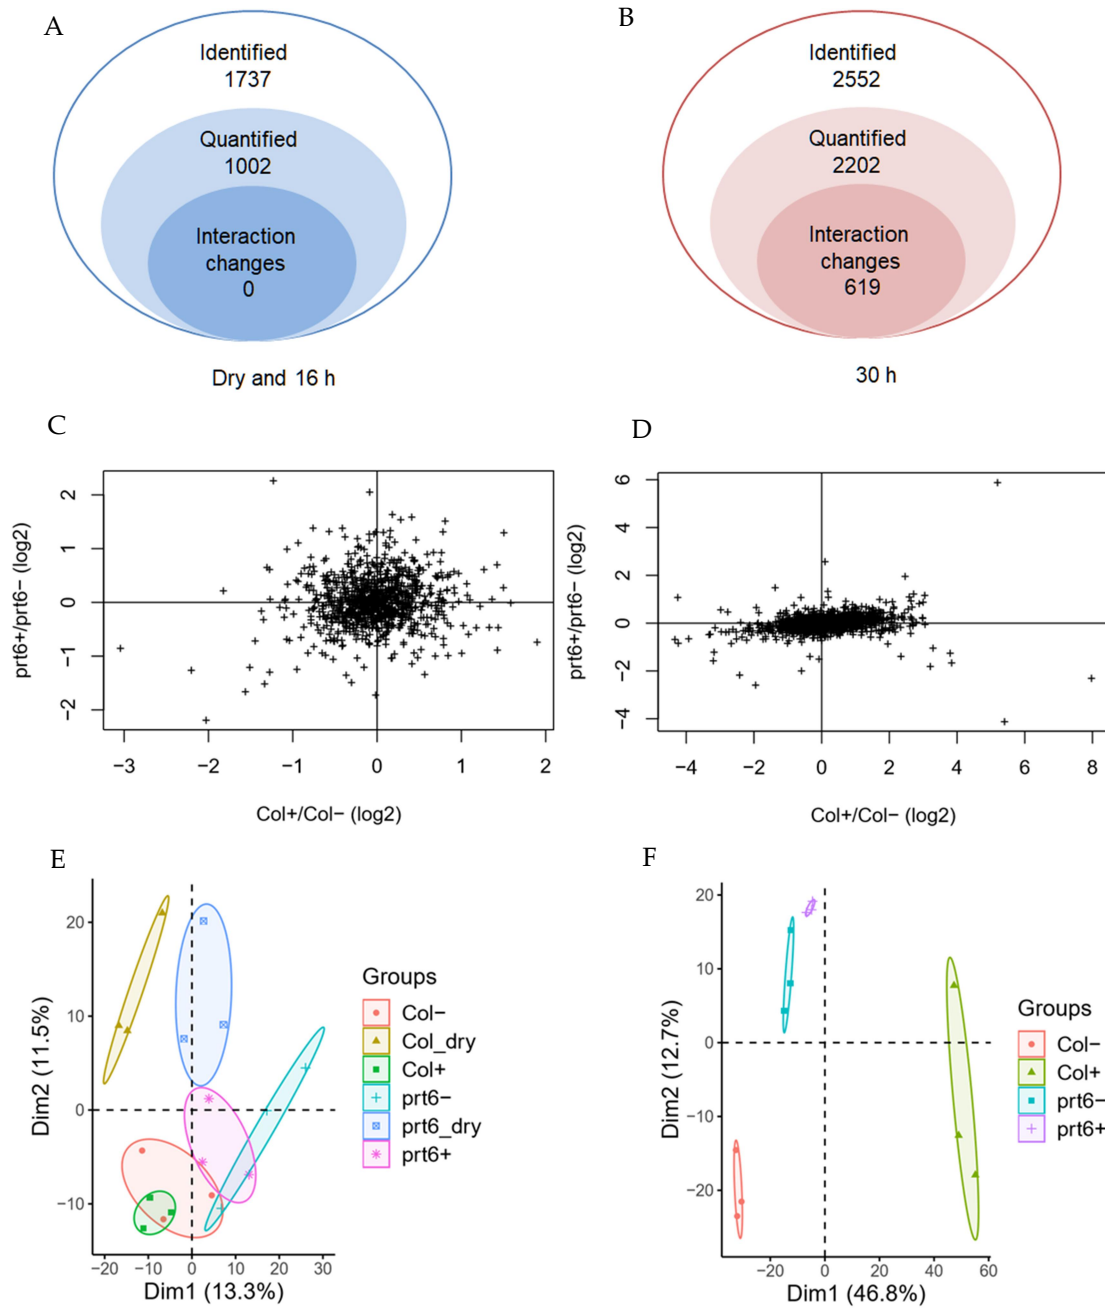 A
Identified
1737
Quantified
1002
Interaction
changes
0
Dry and 16 h
B
Identified
2552
Quantified
2202
Interaction
changes
619
30 h
C
prt6+/prt6− (log2)
2
1
0
−1
−2
−3
−2
−1
0
1
2
Col+/Col− (log2)
D
prt6+/prt6− (log2)
6
4
2
0
−2
−4
−4
−2
0
2
4
6
8
Col+/Col− (log2)
E
Dim2 (11.5%)
20
10
0
−10
−20
−10
0
10
20
30
Dim1 (13.3%)
Groups
Col−
Col_dry
Col+
prt6−
prt6_dry
prt6+
F
Dim2 (12.7%)
20
10
0
−10
−20
−20
0
20
40
60
Dim1 (46.8%)
Groups
Col−
Col+
prt6−
prt6+